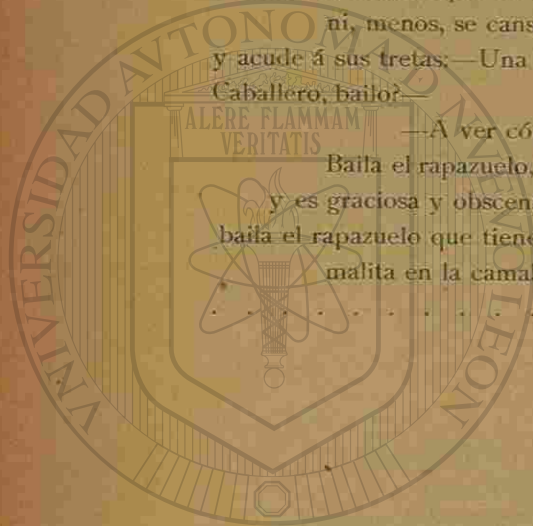 ni, menos, se cans
y acude á sus tretas:—Una
Caballero, bailo?—
—A ver có
Baila el rapazuelo,
y es graciosa y obscen
baila el rapazuelo que tiene
malita en la cama
UNIVERSIDAD AUTONOMA DE NUEVO LEON
ALERE FLAMMAM
VERITATIS